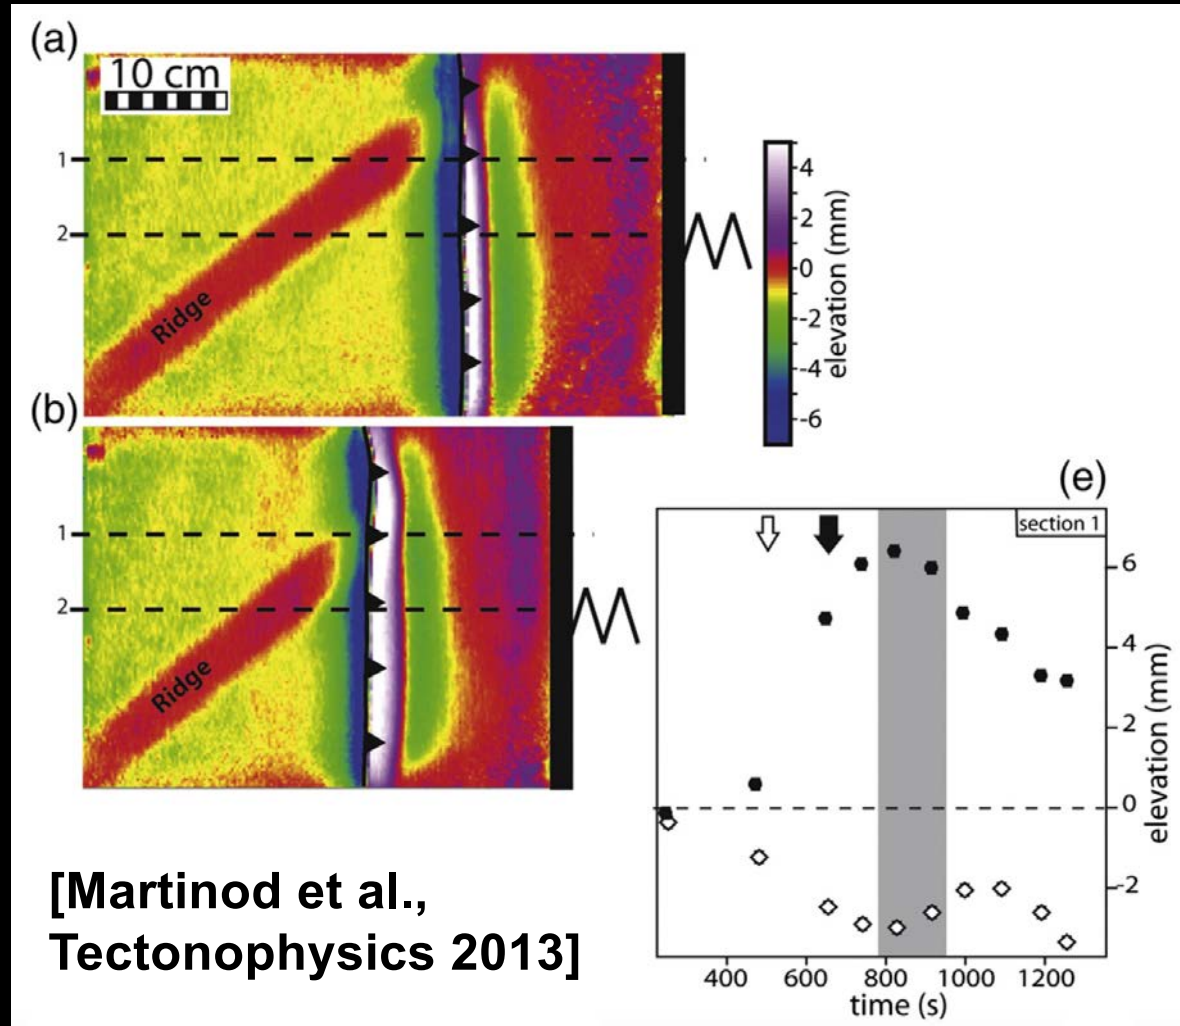 (a)
10 cm
1
2
Ridge
4
2
0
-2
-4
-6
elevation (mm)
(b)
1
2
Ridge
(e)
section 1
6
4
2
0
-2
elevation (mm)
400 600 800 1000 1200
time (s)
[Martinod et al.,
Tectonophysics 2013]